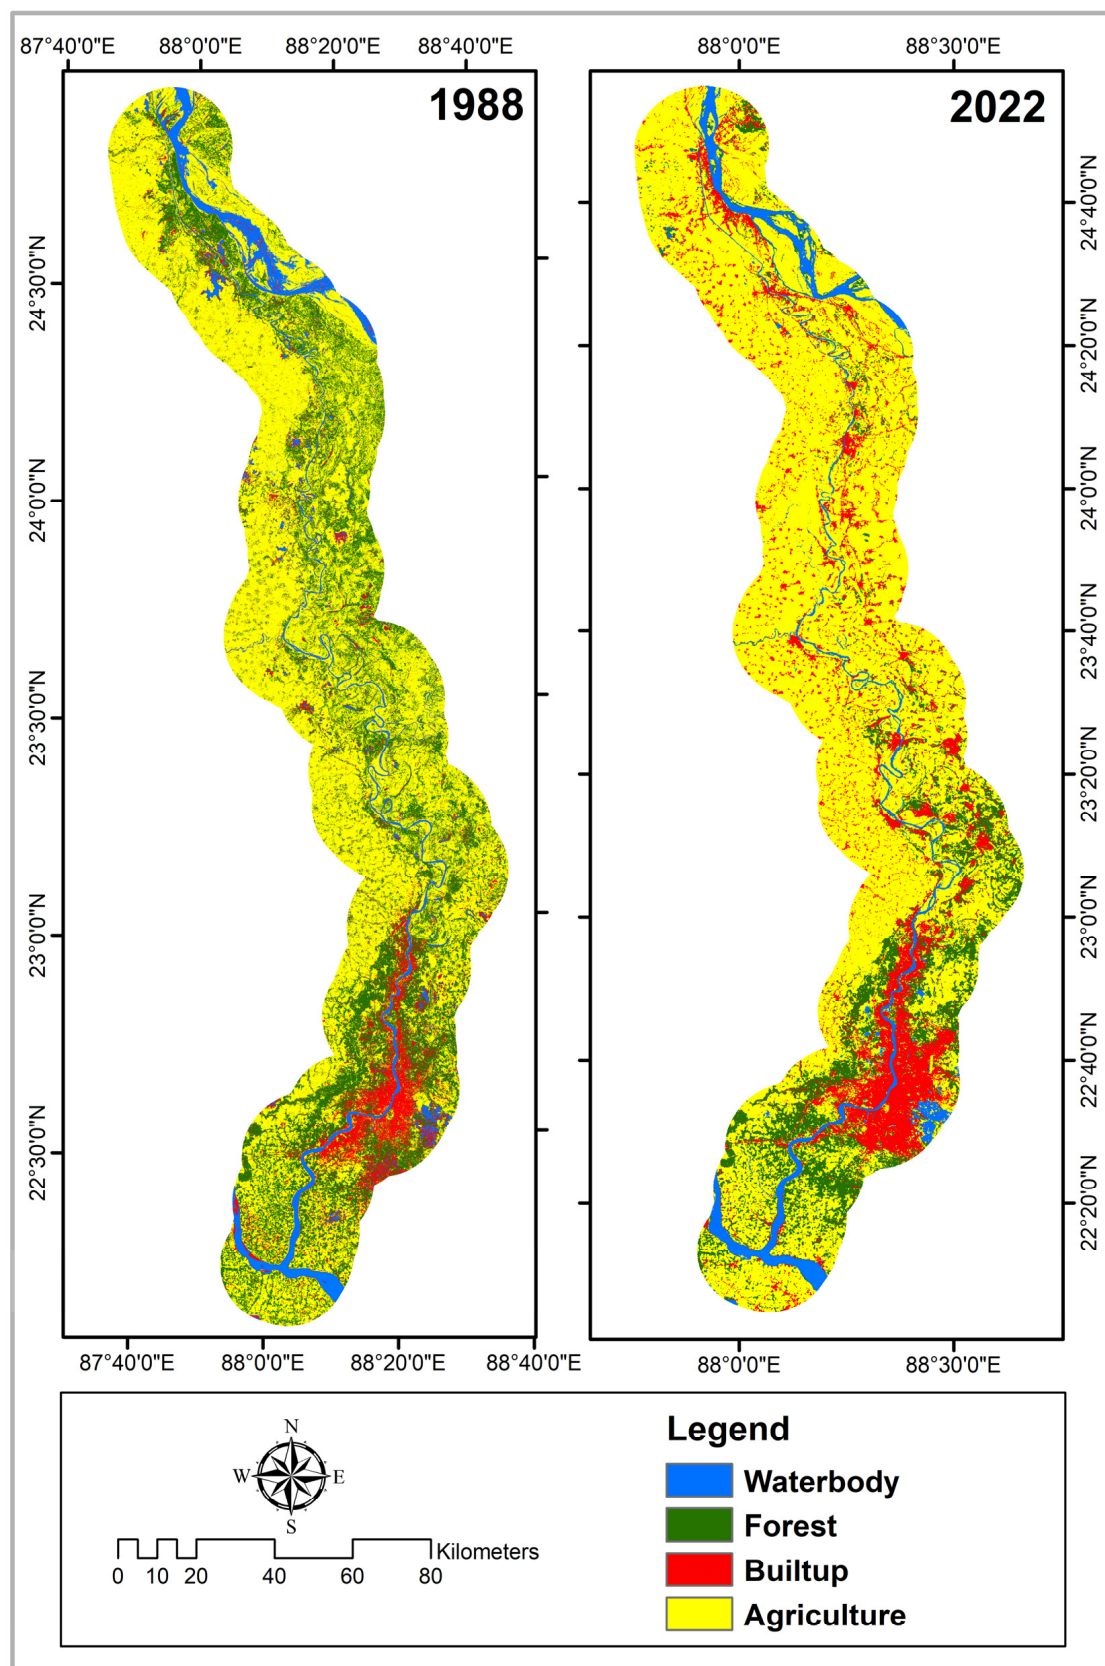 87°40'0"E 88°0'0"E 88°20'0"E 88°40'0"E
88°0'0"E 88°30'0"E
1988
2022
24°30'0"N
24°0'0"N
23°30'0"N
23°0'0"N
22°30'0"N
24°40'0"N
24°20'0"N
24°0'0"N
23°40'0"N
23°20'0"N
23°0'0"N
22°40'0"N
22°20'0"N
87°40'0"E 88°0'0"E 88°20'0"E 88°40'0"E
88°0'0"E 88°30'0"E
N
W E
S
Kilometers
0 10 20 40 60 80
Legend
Waterbody
Forest
Builtup
Agriculture